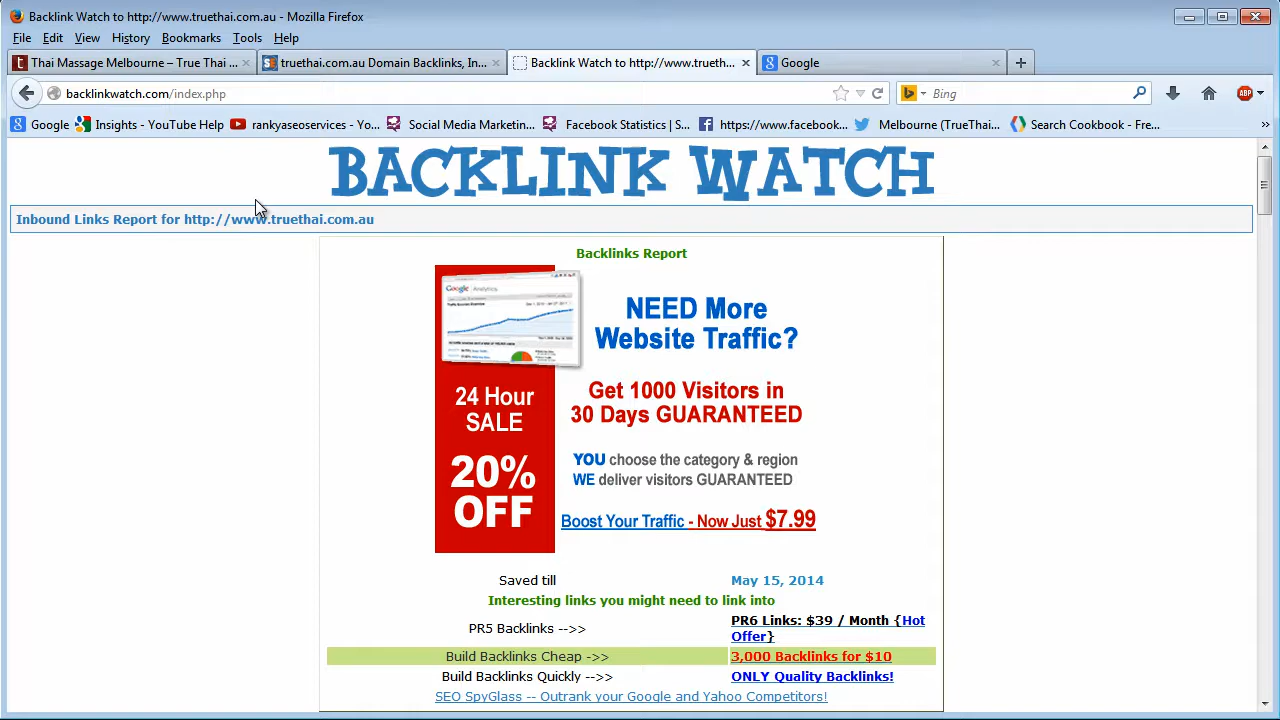 Backlink Watch to http://www.truethai.com.au - Mozilla Firefox
File Edit View History Bookmarks Tools Help
Thai Massage Melbourne – True Thai ...
truethai.com.au Domain Backlinks, In...
Backlink Watch to http://www.trueth...
Google
backlinkwatch.com/index.php
Bing
ABP
Google
Insights - YouTube Help
rankyaseoservices - Yo...
Social Media Marketin...
Facebook Statistics | S...
https://www.facebook...
Melbourne (TrueThai...
Search Cookbook - Fre...
BACKLINK WATCH
Inbound Links Report for http://www.truethai.com.au
Backlinks Report
Google Analytics
NEED More
Website Traffic?
Get 1000 Visitors in
30 Days GUARANTEED
24 Hour
SALE
20%
OFF
YOU choose the category & region
WE deliver visitors GUARANTEED
Boost Your Traffic - Now Just $7.99
Saved till May 15, 2014
Interesting links you might need to link into
PR5 Backlinks -->> PR6 Links: $39 / Month {Hot
Offer}
Build Backlinks Cheap ->> 3,000 Backlinks for $10
Build Backlinks Quickly -->> ONLY Quality Backlinks!
SEO SpyGlass -- Outrank your Google and Yahoo Competitors!